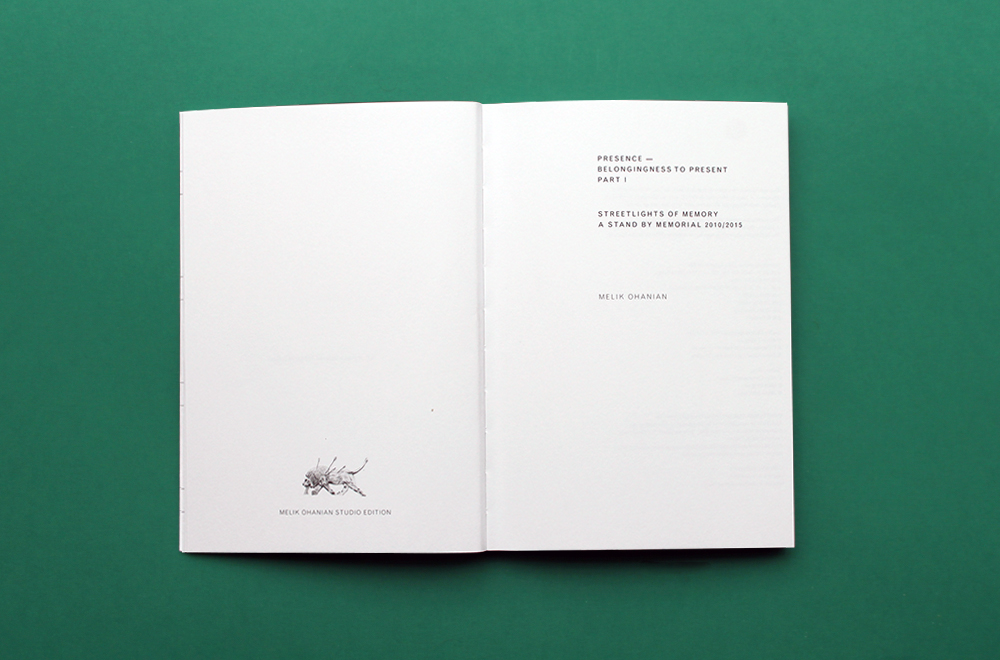 MELIK OHANIAN STUDIO EDITION
PRESENCE —
BELONGINGNESS TO PRESENT
PART I
STREETLIGHTS OF MEMORY
A STAND BY MEMORIAL 2010/2015
MELIK OHANIAN